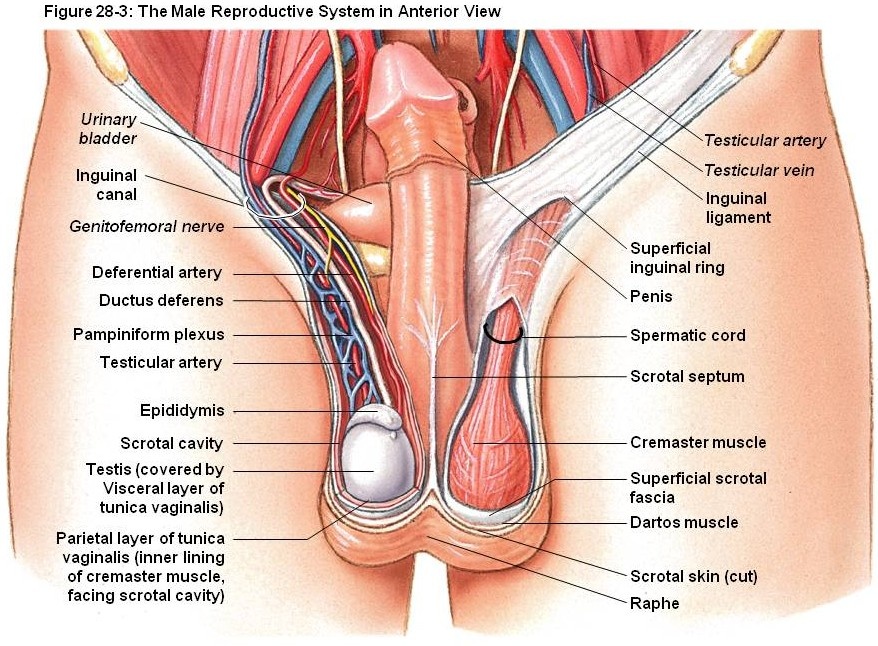 Figure 28-3: The Male Reproductive System in Anterior View
Urinary
bladder
Inguinal
canal
Genitofemoral nerve
Deferential artery
Ductus deferens
Pampiniform plexus
Testicular artery
Epididymis
Scrotal cavity
Testis (covered by
Visceral layer of
tunica vaginalis)
Parietal layer of tunica
vaginalis (inner lining
of cremaster muscle,
facing scrotal cavity)
Testicular artery
Testicular vein
Inguinal
ligament
Superficial
inguinal ring
Penis
Spermatic cord
Scrotal septum
Cremaster muscle
Superficial scrotal
fascia
Dartos muscle
Scrotal skin (cut)
Raphe